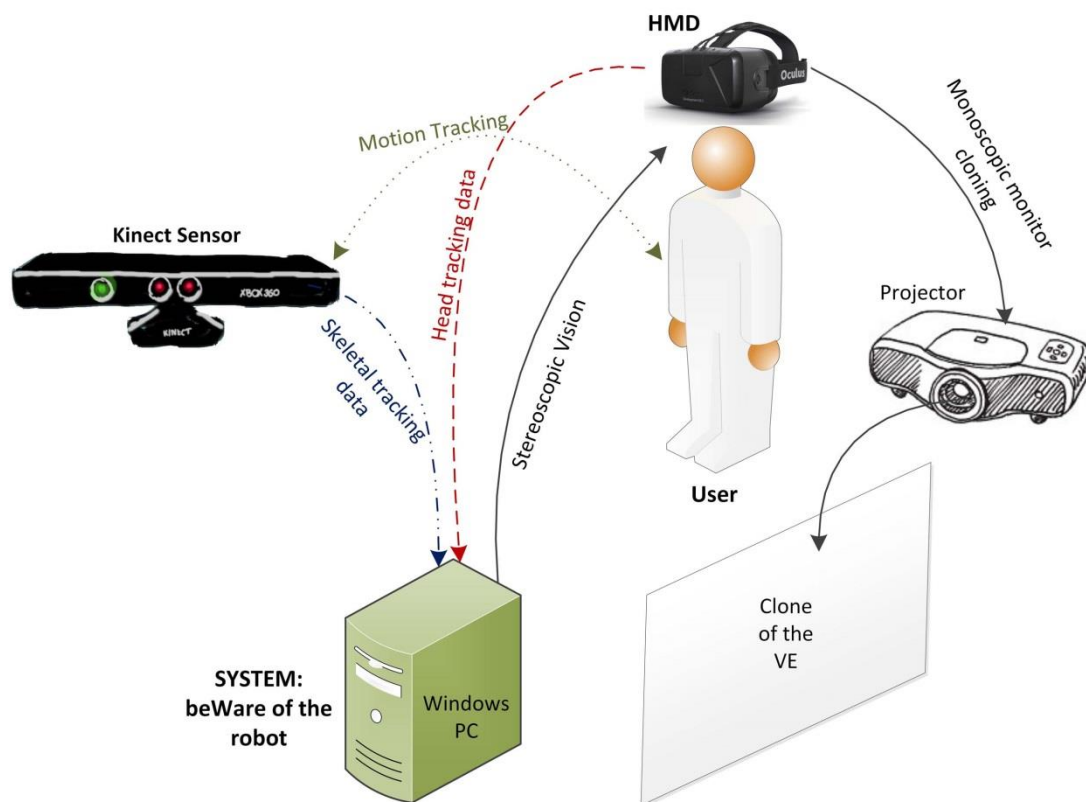 HMD
Oculus
Motion Tracking
Head tracking data
Monoscopic monitor
cloning
Kinect Sensor
XBOX360
KINECT
Skeletal tracking
data
Stereoscopic Vision
Projector
User
Clone
of the
VE
SYSTEM:
beWare of the
robot
Windows
PC